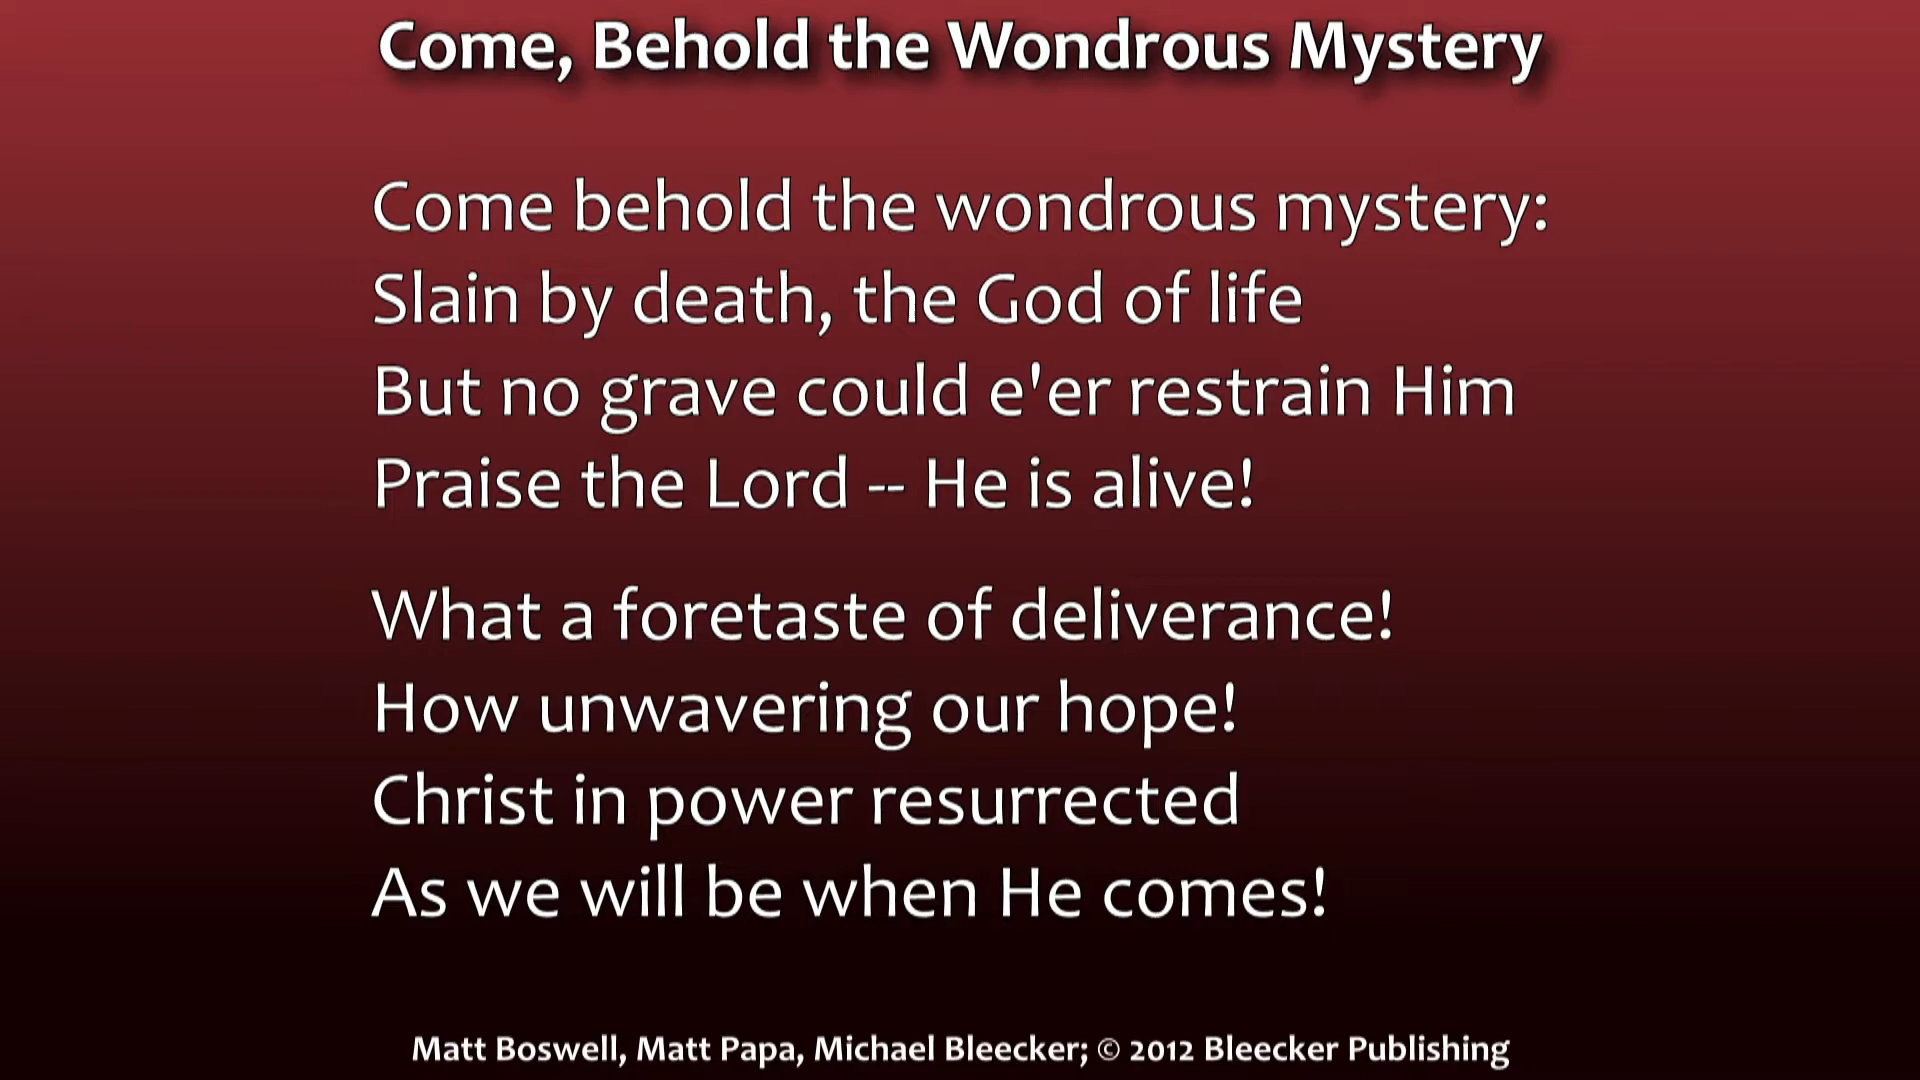 Come, Behold the Wondrous Mystery
Come behold the wondrous mystery:
Slain by death, the God of life
But no grave could e'er restrain Him
Praise the Lord -- He is alive!
What a foretaste of deliverance!
How unwavering our hope!
Christ in power resurrected
As we will be when He comes!
Matt Boswell, Matt Papa, Michael Bleecker; © 2012 Bleecker Publishing